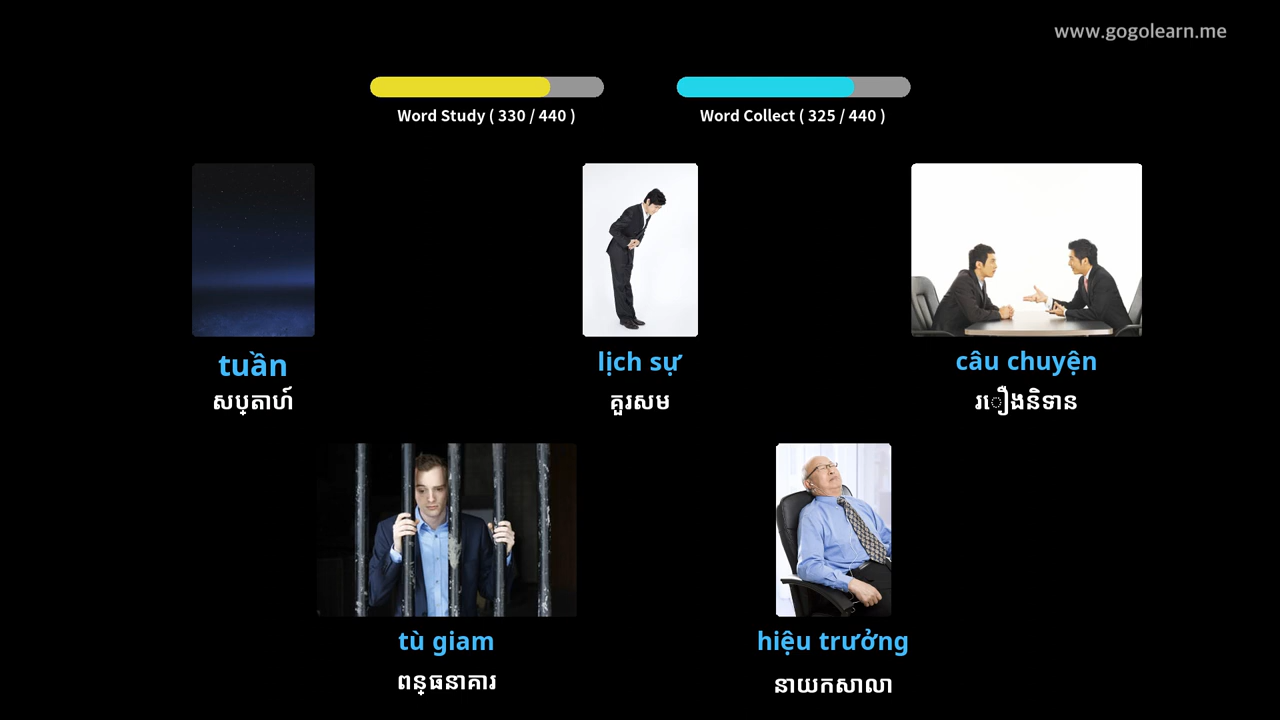 www.gogolearn.me
Word Study ( 330 / 440 )
Word Collect ( 325 / 440 )
tuần
lịch sự
câu chuyện
សប្តាហ៍
គួរសម
រឿងនិទាន
tù giam
hiệu trưởng
ពន្ធនាគារ
នាយកសាលា